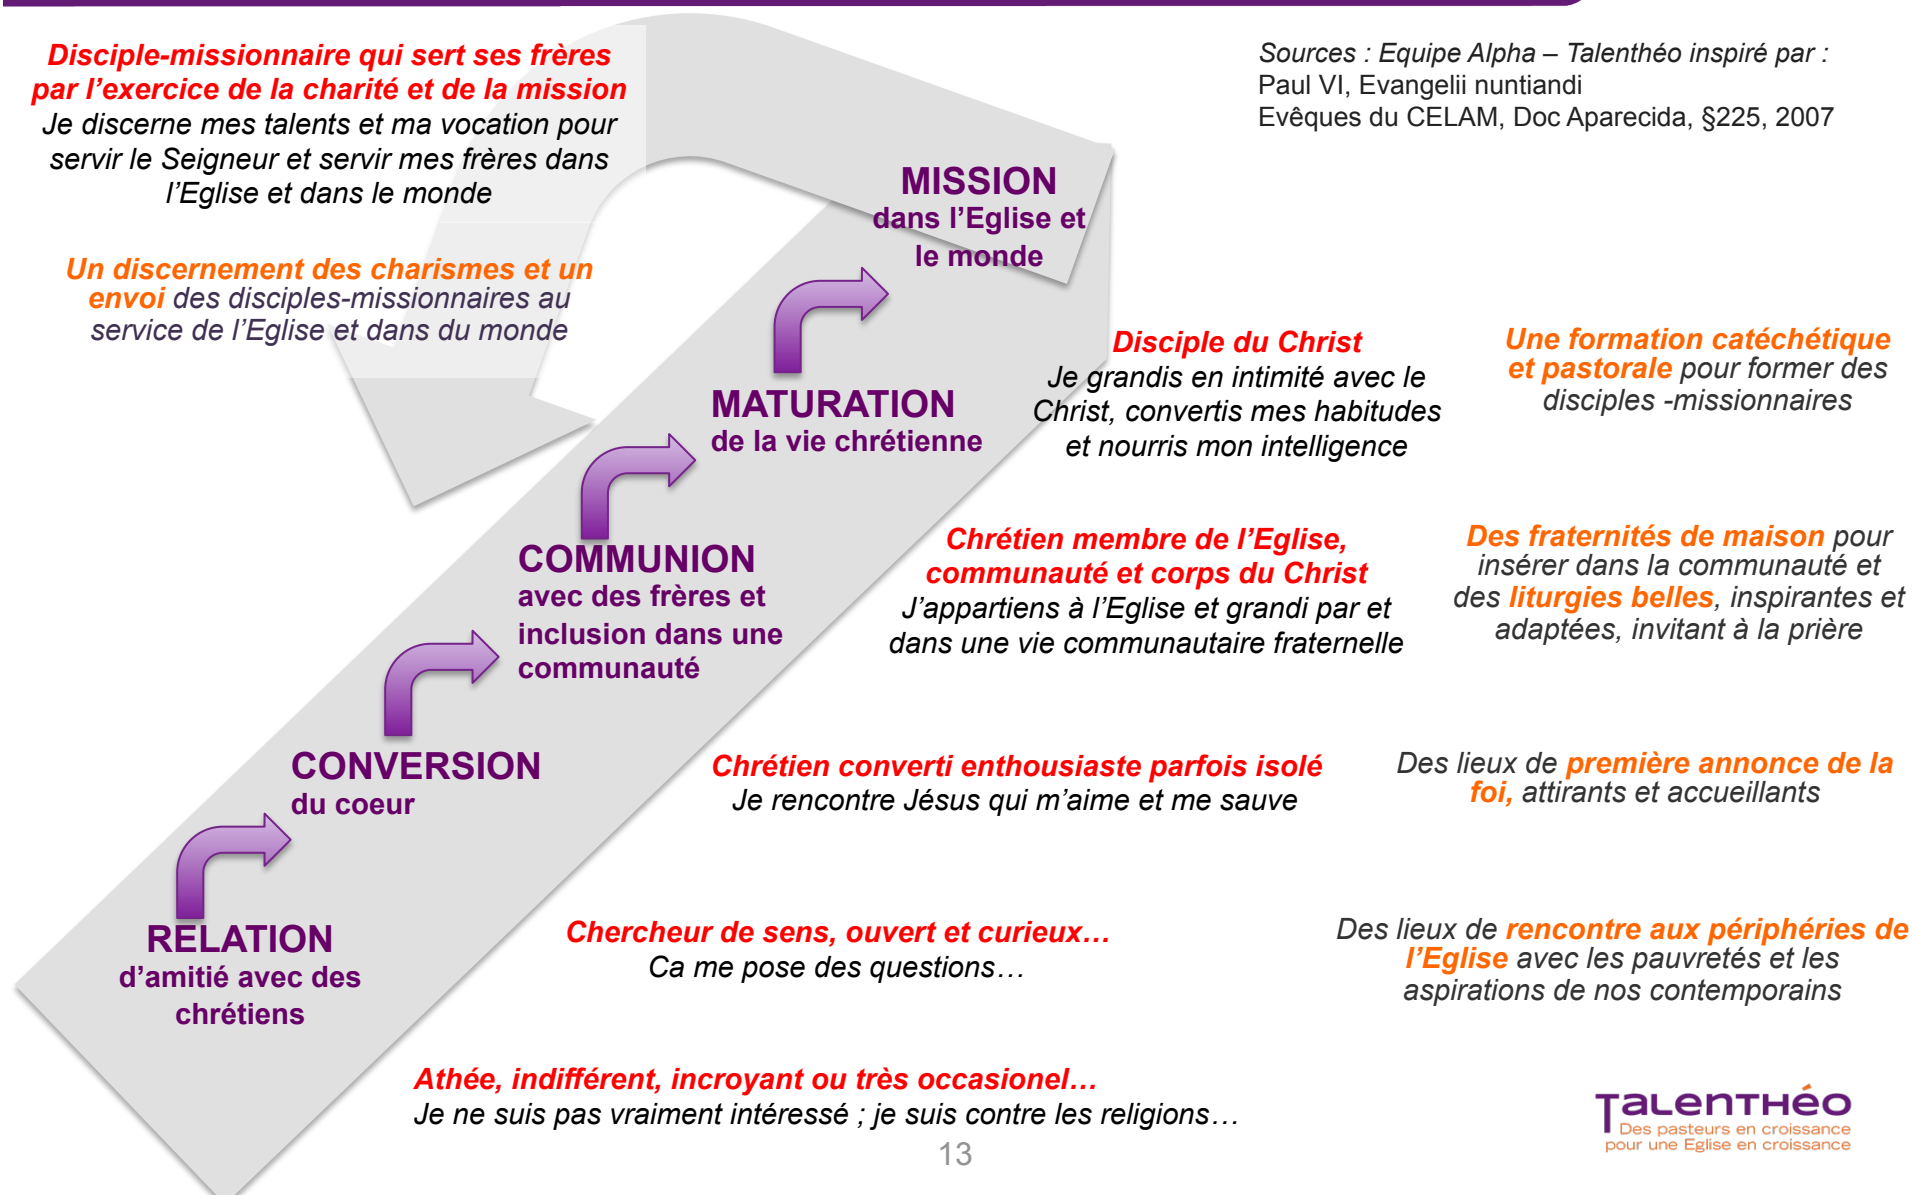 Disciple-missionnaire qui sert ses frères
par l’exercice de la charité et de la mission
Je discerne mes talents et ma vocation pour
servir le Seigneur et servir mes frères dans
l’Eglise et dans le monde
Un discernement des charismes et un
envoi des disciples-missionnaires au
service de l’Eglise et dans du monde
Sources : Equipe Alpha – Talenthéo inspiré par :
Paul VI, Evangelii nuntiandi
Evêques du CELAM, Doc Aparecida, §225, 2007
MISSION
dans l’Eglise et
le monde
MATURATION
de la vie chrétienne
Disciple du Christ
Je grandis en intimité avec le
Christ, convertis mes habitudes
et nourris mon intelligence
Une formation catéchétique
et pastorale pour former des
disciples -missionnaires
COMMUNION
avec des frères et
inclusion dans une
communauté
Chrétien membre de l’Eglise,
communauté et corps du Christ
J’appartiens à l’Eglise et grandi par et
dans une vie communautaire fraternelle
Des fraternités de maison pour
insérer dans la communauté et
des liturgies belles, inspirantes et
adaptées, invitant à la prière
CONVERSION
du coeur
Chrétien converti enthousiaste parfois isolé
Je rencontre Jésus qui m’aime et me sauve
Des lieux de première annonce de la
foi, attirants et accueillants
RELATION
d’amitié avec des
chrétiens
Chercheur de sens, ouvert et curieux…
Ca me pose des questions…
Des lieux de rencontre aux périphéries de
l’Eglise avec les pauvretés et les
aspirations de nos contemporains
Athée, indifférent, incroyant ou très occasionel…
Je ne suis pas vraiment intéressé ; je suis contre les religions…
13
TALENTHÉO
Des pasteurs en croissance
pour une Eglise en croissance